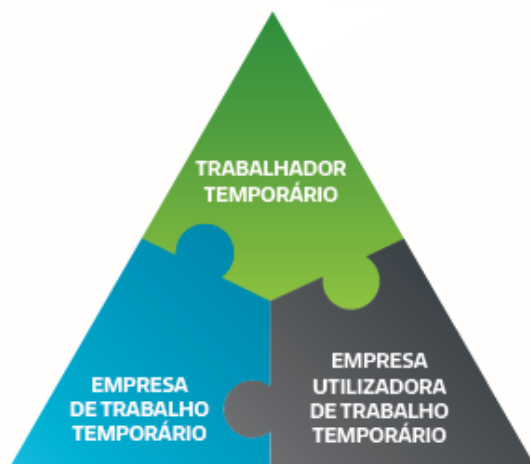 TRABALHADOR
TEMPORÁRIO
EMPRESA
DE TRABALHO
TEMPORÁRIO
EMPRESA
UTILIZADORA
DE TRABALHO
TEMPORÁRIO